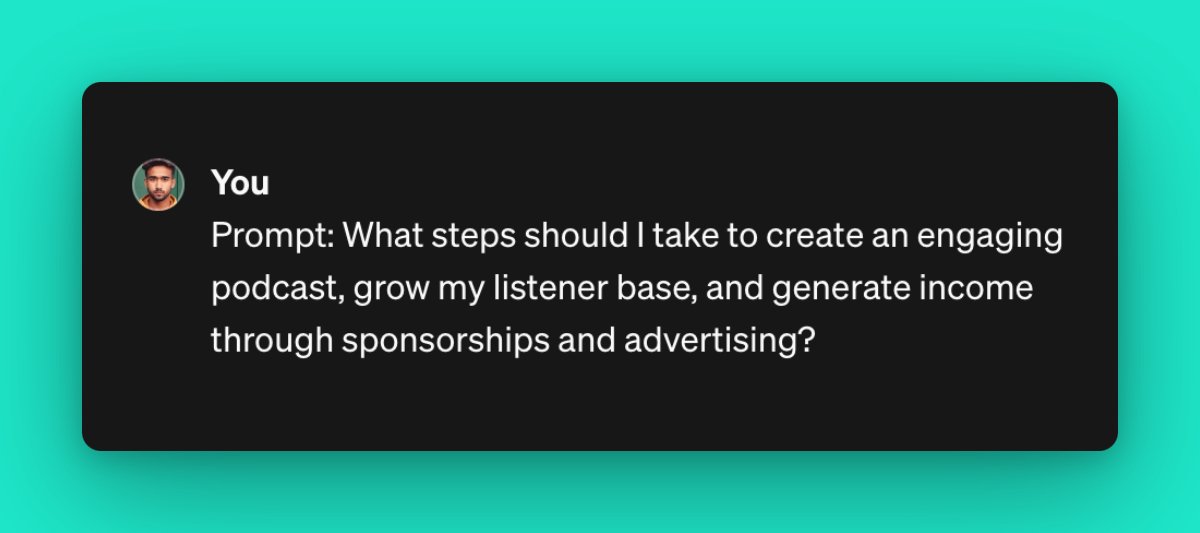 You
Prompt: What steps should I take to create an engaging
podcast, grow my listener base, and generate income
through sponsorships and advertising?